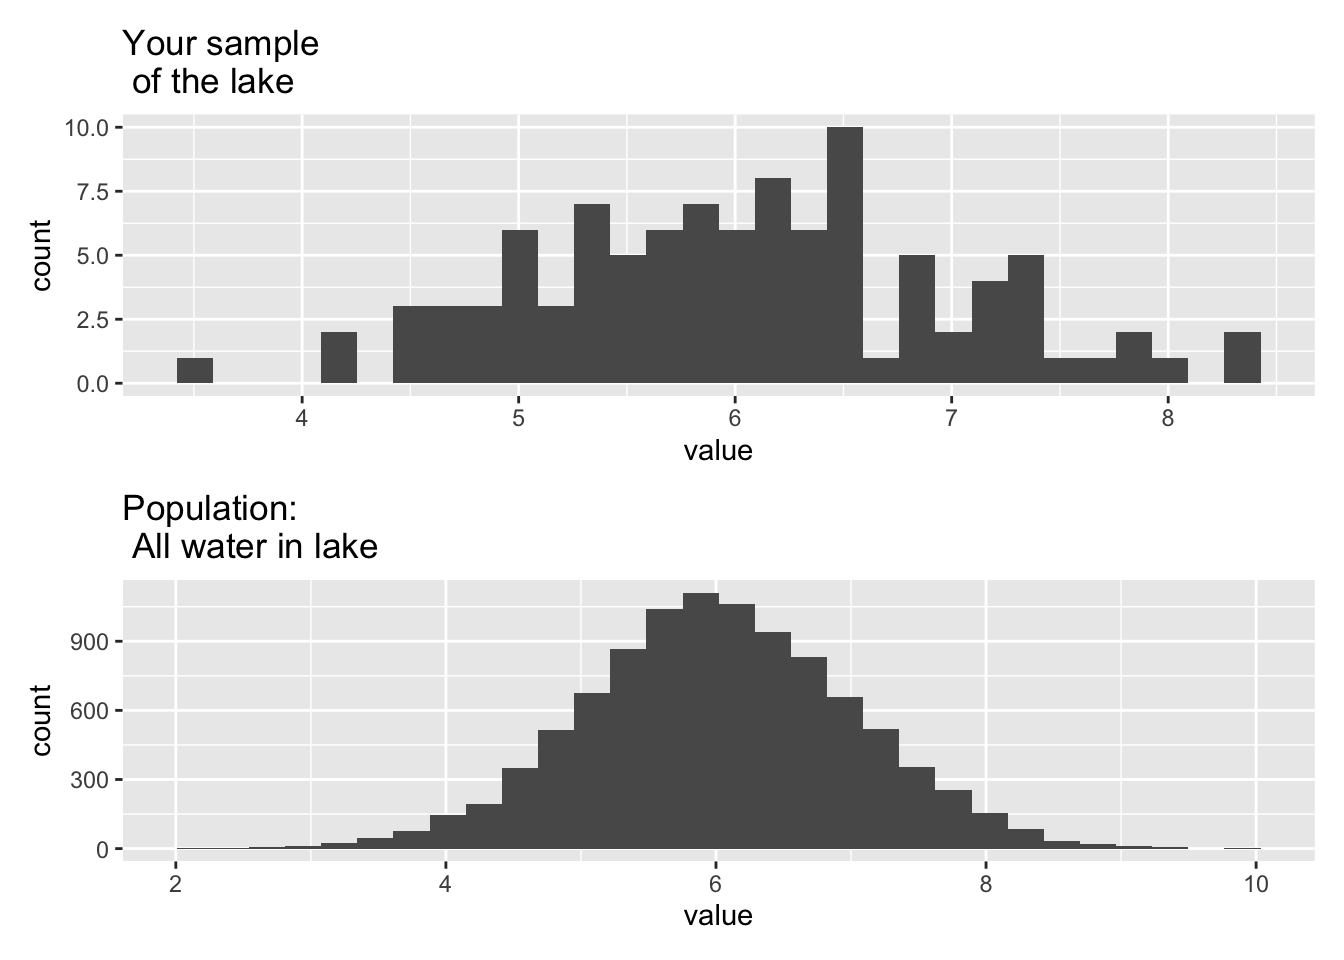 Your sample
of the lake
10.0
7.5
5.0
2.5
0.0
count
4 5 6 7 8
value
Population:
All water in lake
900
600
300
0
count
2 4 6 8 10
value